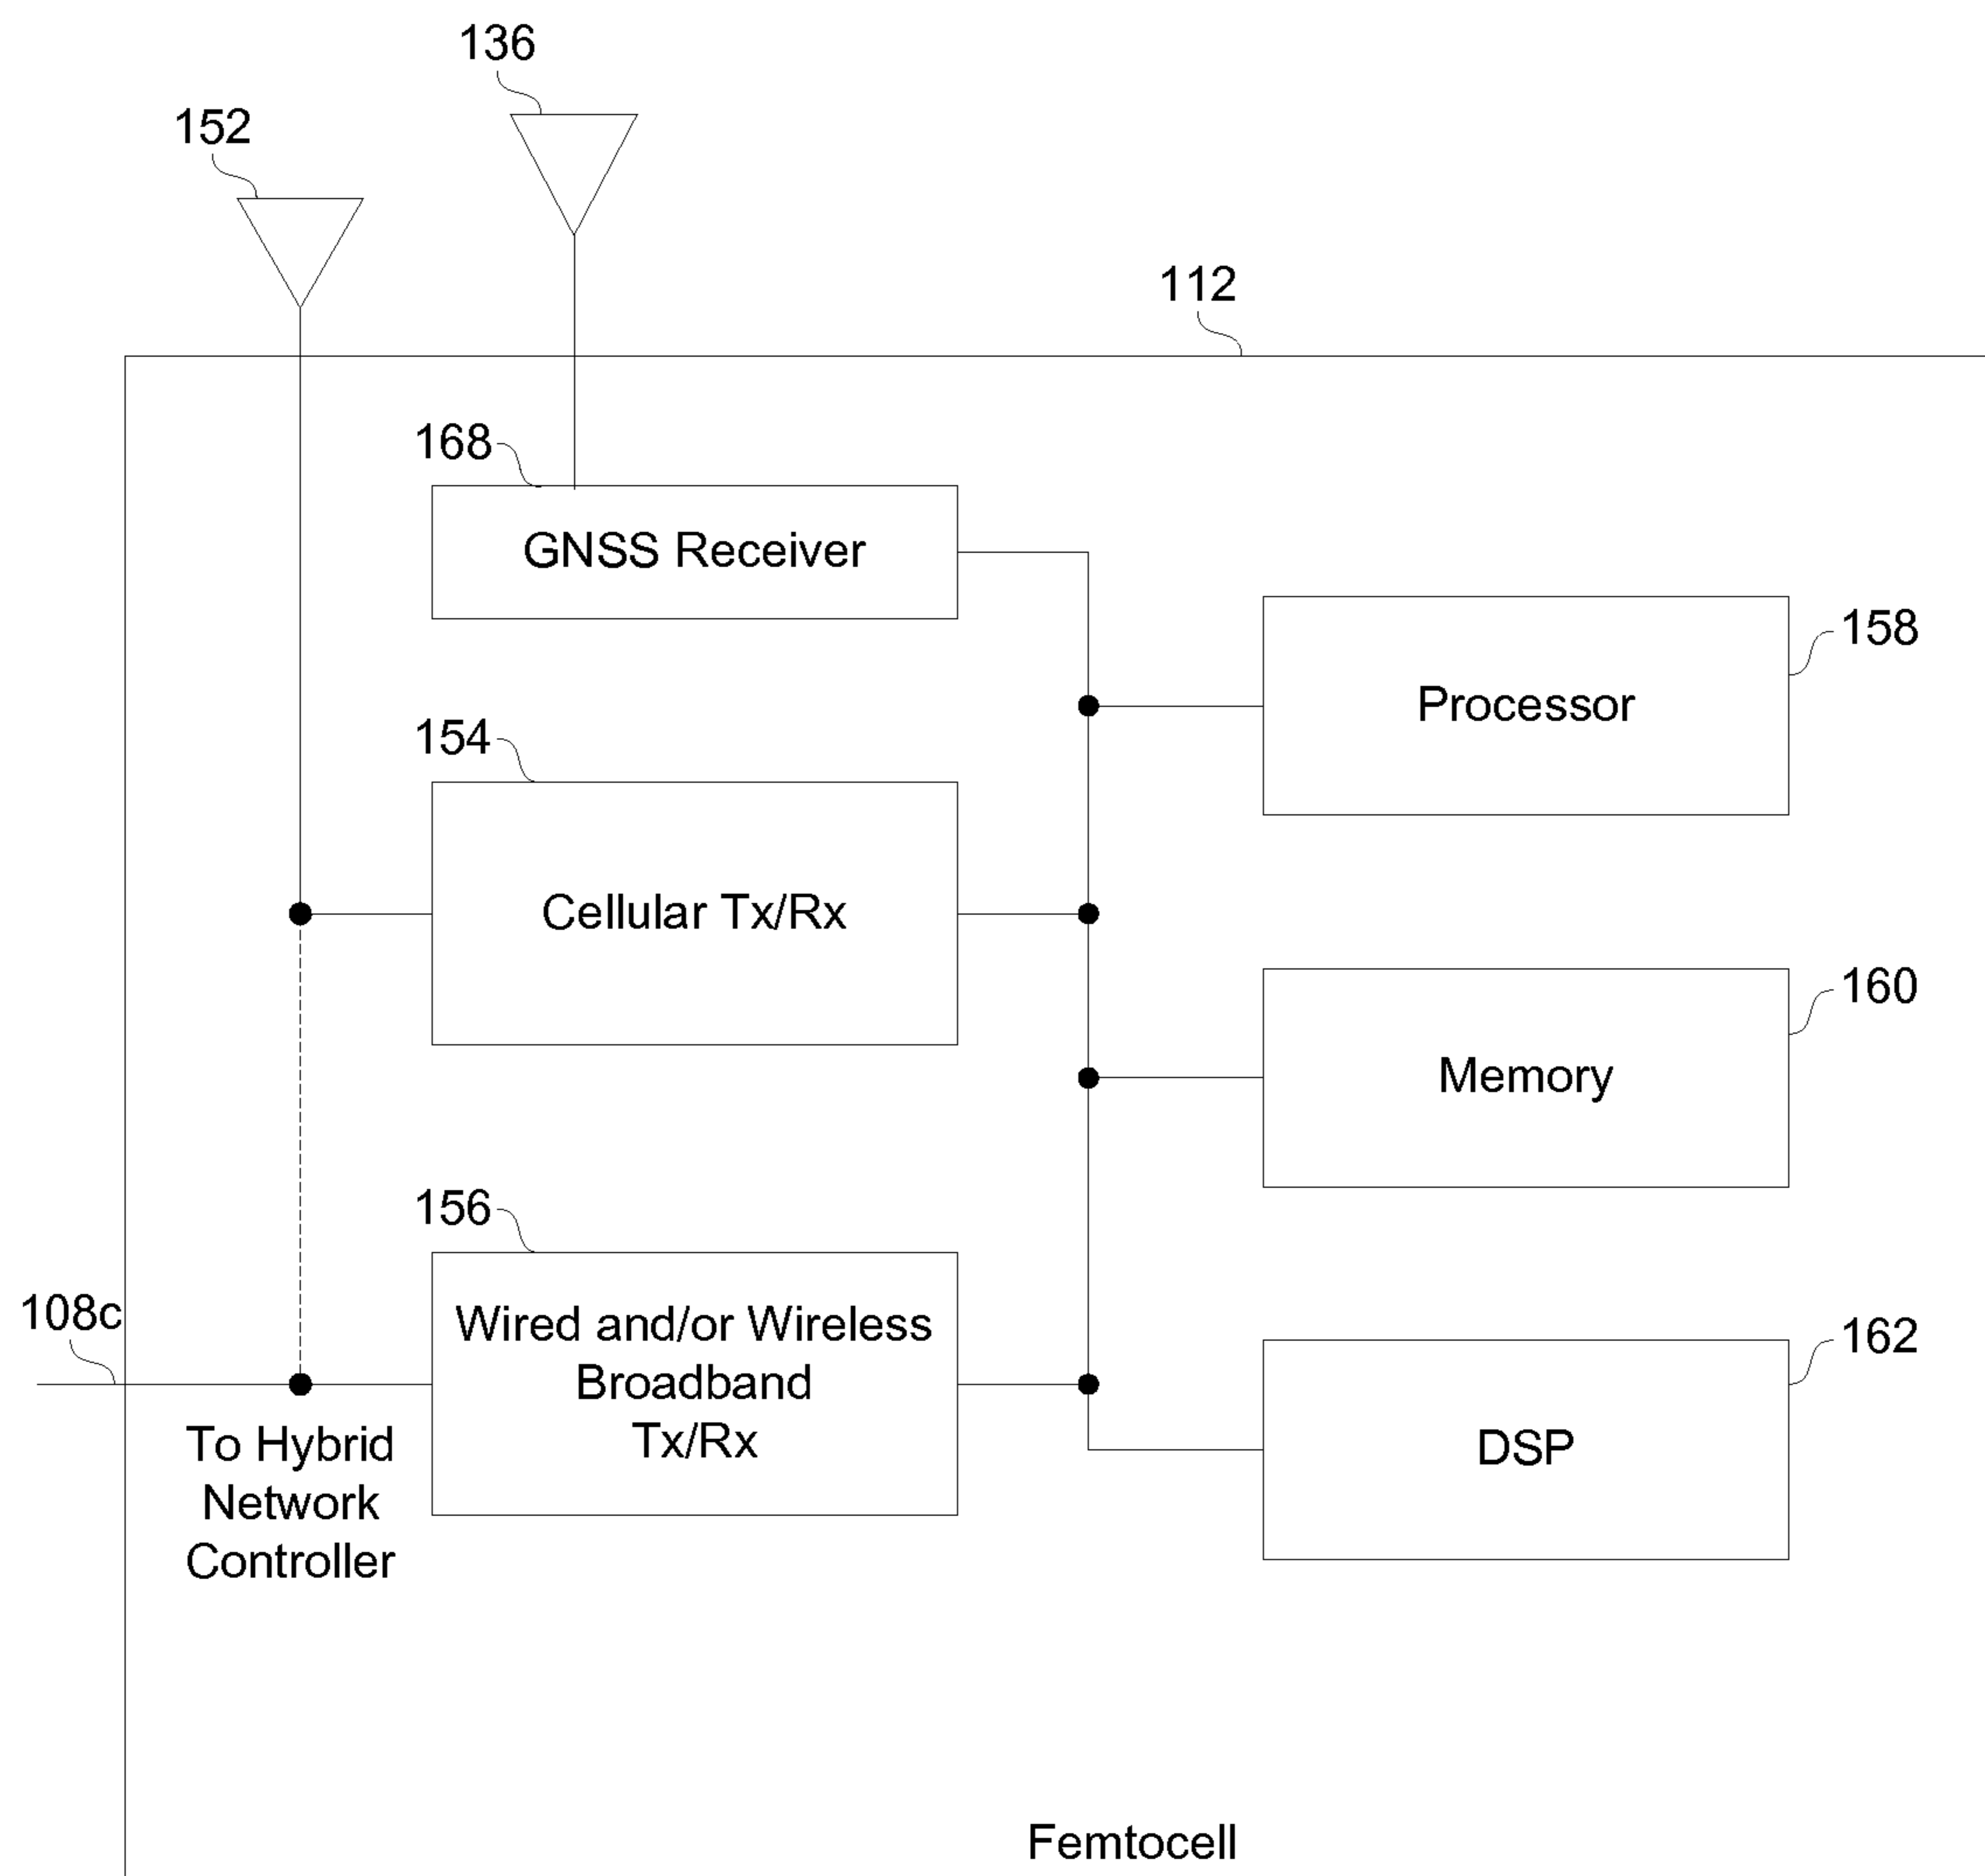 136
152
112
168
GNSS Receiver
158
Processor
154
Cellular Tx/Rx
160
Memory
156
Wired and/or Wireless
Broadband
Tx/Rx
108c
162
DSP
To Hybrid
Network
Controller
Femtocell